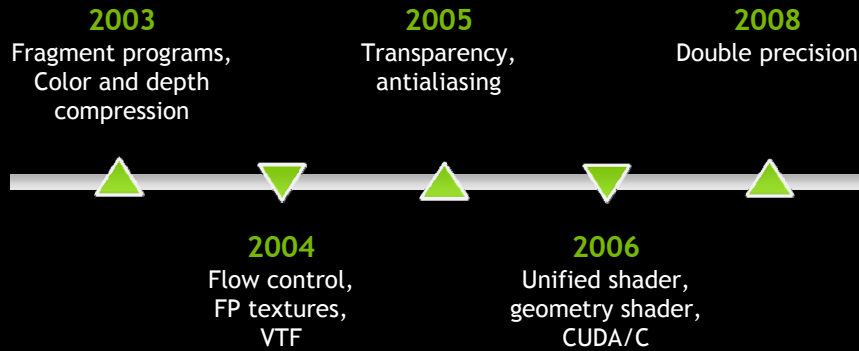 2003
Fragment programs,
Color and depth
compression
2005
Transparency,
antialiasing
2008
Double precision
2004
Flow control,
FP textures,
VTF
2006
Unified shader,
geometry shader,
CUDA/C